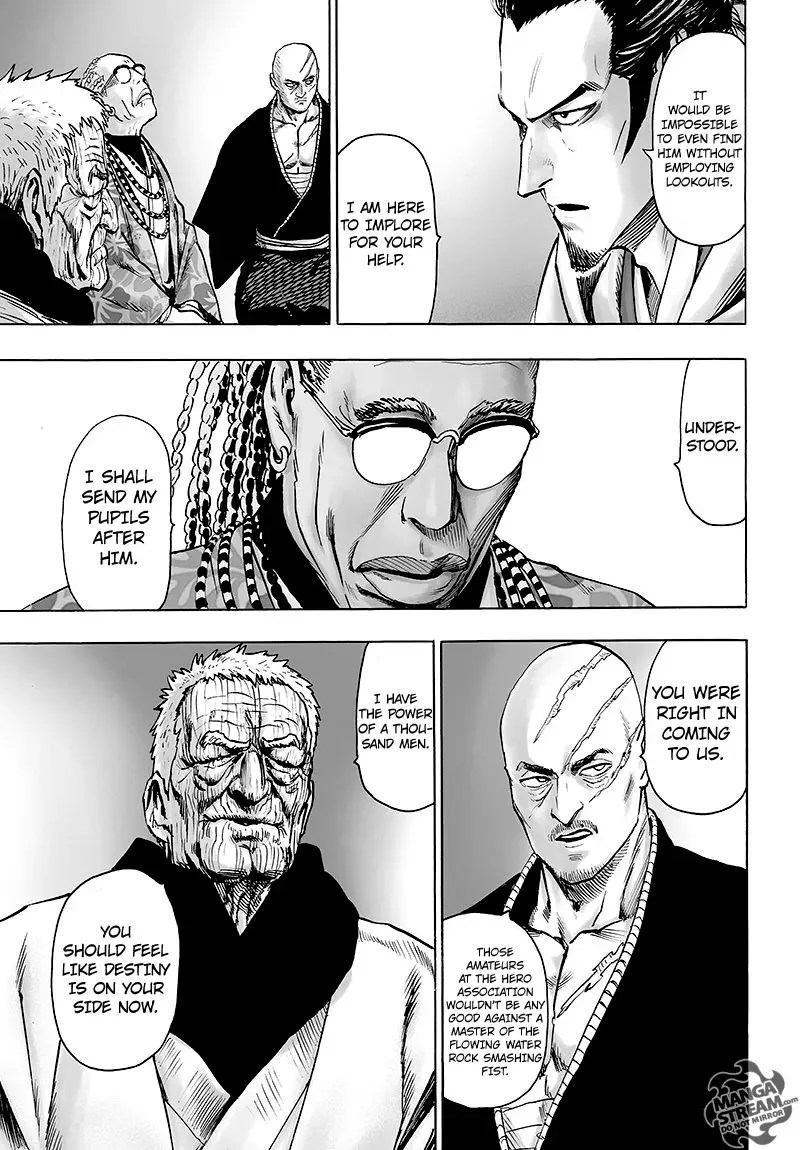 IT
WOULD BE
IMPOSSIBLE
TO EVEN FIND
HIM WITHOUT
EMPLOYING
LOOKOUTS.
I AM HERE
TO IMPLORE
FOR YOUR
HELP.
UNDER-
STOOD.
I SHALL
SEND MY
PUPILS
AFTER
HIM.
YOU WERE
RIGHT IN
COMING
TO US.
THOSE
AMATEURS
AT THE HERO
ASSOCIATION
WOULDN'T BE ANY
GOOD AGAINST A
MASTER OF THE
FLOWING WATER
ROCK SMASHING
FIST.
I HAVE
THE POWER
OF A THOU-
SAND MEN.
YOU
SHOULD FEEL
LIKE DESTINY
IS ON YOUR
SIDE NOW.
MANGA
STREAM.com
DO NOT MIRROR